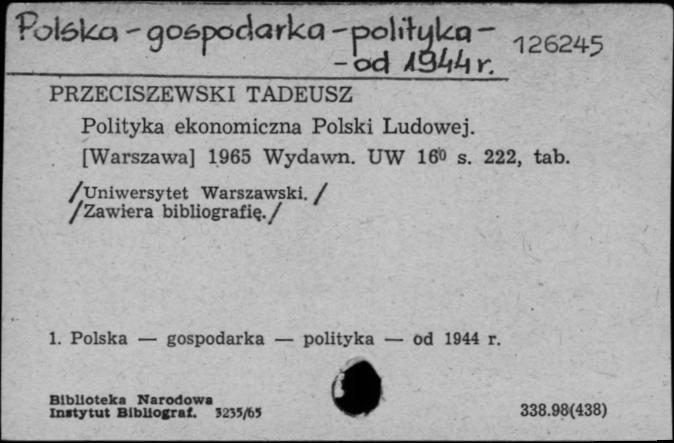 Polska - gospodarka - polityka -
- od 1944 r.
126245
PRZECISZEWSKI TADEUSZ
Polityka ekonomiczna Polski Ludowej.
[Warszawa] 1965 Wydawn. UW 16⁰ s. 222, tab.
/Uniwersytet Warszawski./
/Zawiera bibliografię./
1. Polska — gospodarka — polityka — od 1944 r.
Biblioteka Narodowa
Instytut Bibliograf. 3235/65
338.98(438)